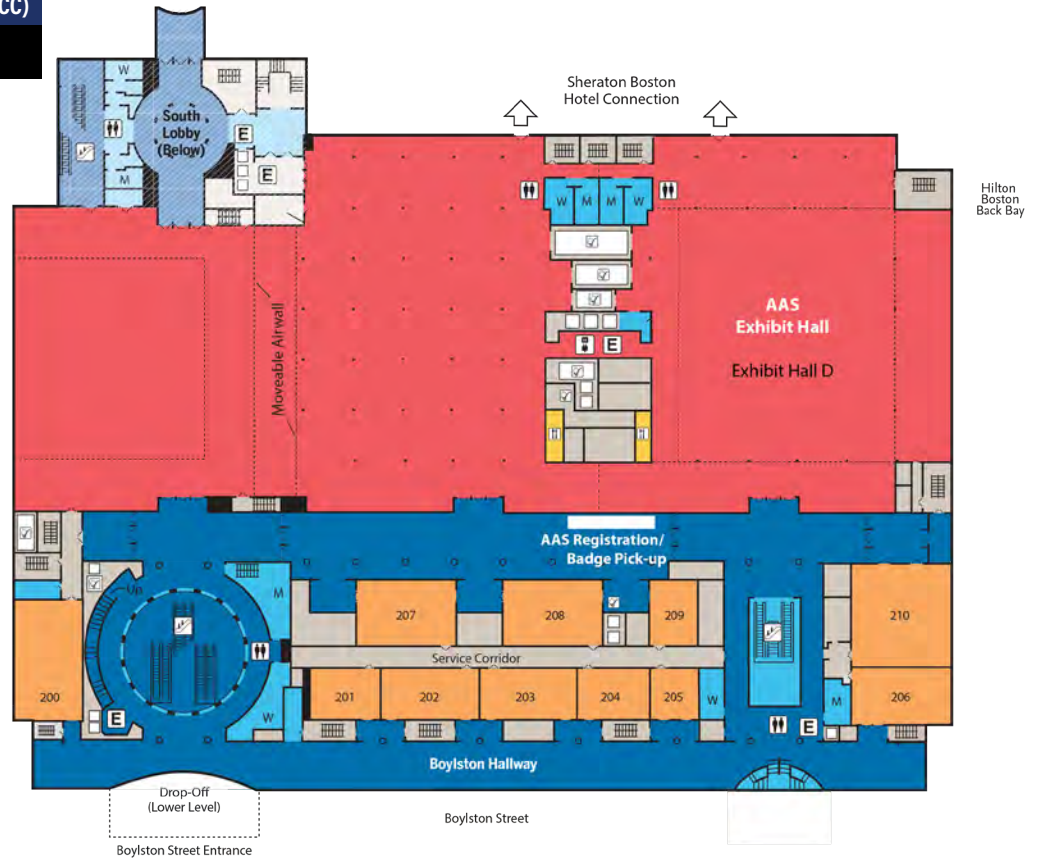 CC)
Sheraton Boston
Hotel Connection
W
South
Lobby
(Below)
E
E
M
Hilton
Boston
Back Bay
W M M W
Moveable Airwall
AAS
Exhibit Hall
Exhibit Hall D
E
AAS Registration/
Badge Pick-up
Up
M
207
208
209
210
Service Corridor
200
201
202
203
204
205
W
M
206
E
W
E
Boylston Hallway
Drop-Off
(Lower Level)
Boylston Street
Boylston Street Entrance